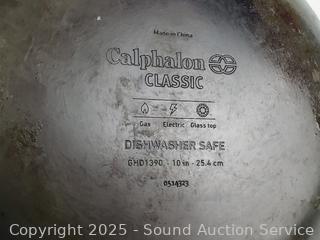 Made in China
Calphalon
CLASSIC
Gas Electric Glass top
DISHWASHER SAFE
GHD1390 - 10 in - 25.4 cm
0514323
Copyright 2025 - Sound Auction Service